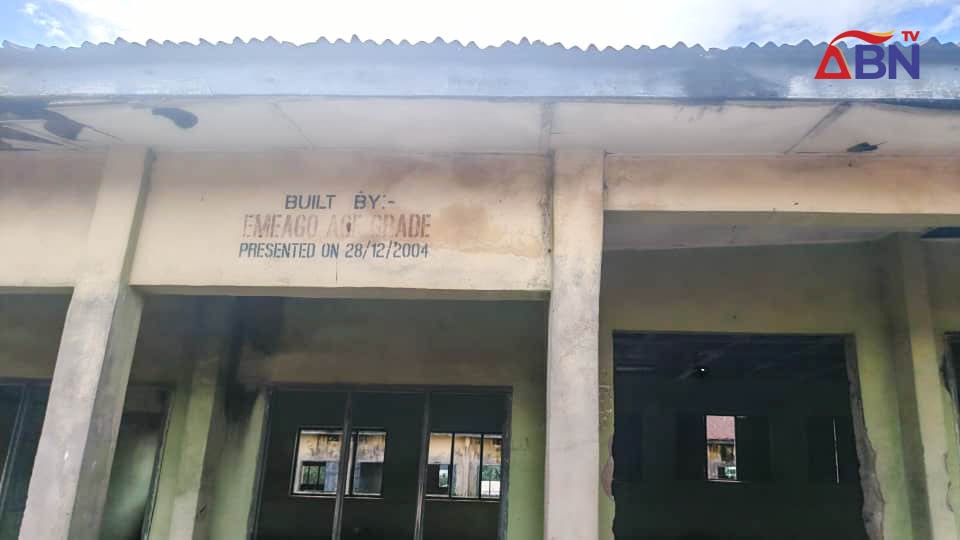 ABN TV
BUILT BY:-
EMEAGO AGE GRADE
PRESENTED ON 28/12/2004